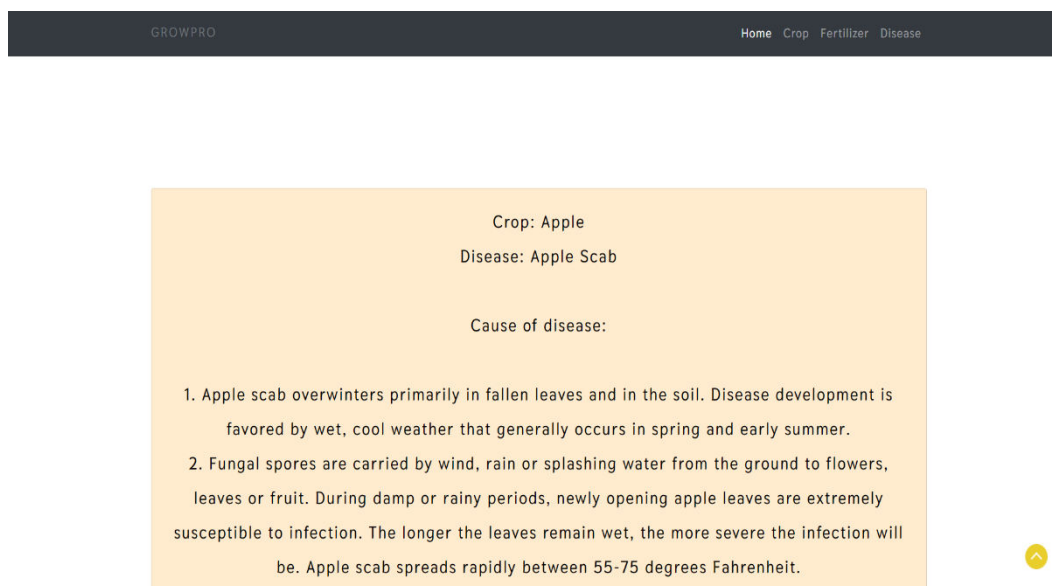 GROWPRO
Home Crop Fertilizer Disease
Crop: Apple
Disease: Apple Scab
Cause of disease:
1. Apple scab overwinters primarily in fallen leaves and in the soil. Disease development is
favored by wet, cool weather that generally occurs in spring and early summer.
2. Fungal spores are carried by wind, rain or splashing water from the ground to flowers,
leaves or fruit. During damp or rainy periods, newly opening apple leaves are extremely
susceptible to infection. The longer the leaves remain wet, the more severe the infection will
be. Apple scab spreads rapidly between 55-75 degrees Fahrenheit.